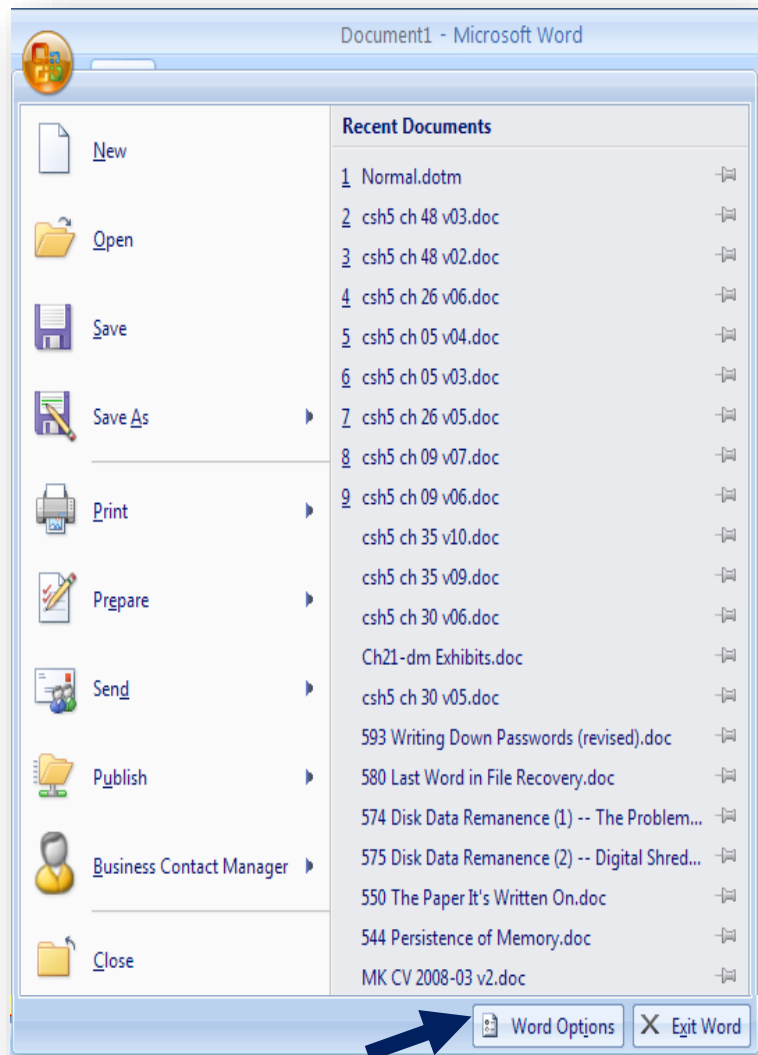 Document1 - Microsoft Word
New
Open
Save
Save As
Print
Prepare
Send
Publish
Business Contact Manager
Close
Recent Documents
1 Normal.dotm
2 csh5 ch 48 v03.doc
3 csh5 ch 48 v02.doc
4 csh5 ch 26 v06.doc
5 csh5 ch 05 v04.doc
6 csh5 ch 05 v03.doc
7 csh5 ch 26 v05.doc
8 csh5 ch 09 v07.doc
9 csh5 ch 09 v06.doc
csh5 ch 35 v10.doc
csh5 ch 35 v09.doc
csh5 ch 30 v06.doc
Ch21-dm Exhibits.doc
csh5 ch 30 v05.doc
593 Writing Down Passwords (revised).doc
580 Last Word in File Recovery.doc
574 Disk Data Remanence (1) -- The Problem...
575 Disk Data Remanence (2) -- Digital Shred...
550 The Paper It's Written On.doc
544 Persistence of Memory.doc
MK CV 2008-03 v2.doc
Word Options
Exit Word